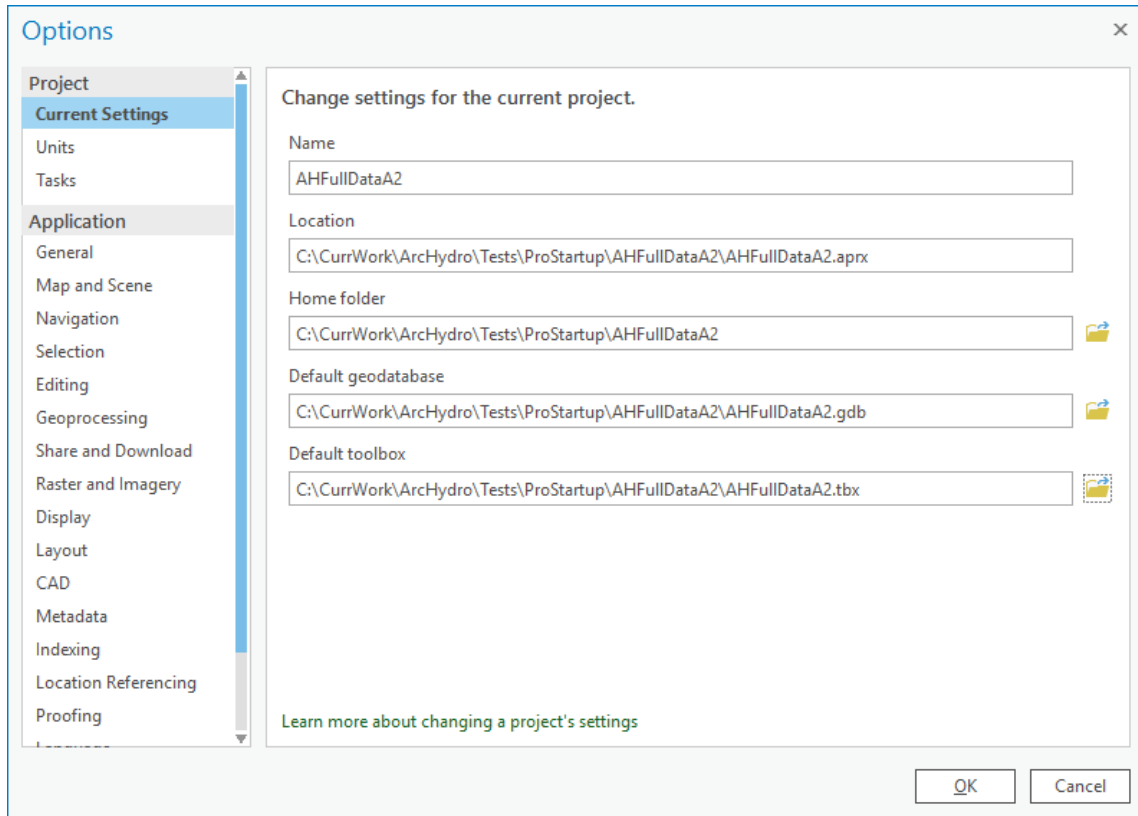 Options
Project
Current Settings
Units
Tasks
Application
General
Map and Scene
Navigation
Selection
Editing
Geoprocessing
Share and Download
Raster and Imagery
Display
Layout
CAD
Metadata
Indexing
Location Referencing
Proofing
Language
Change settings for the current project.
Name
AHFullDataA2
Location
C:\CurrWork\ArcHydro\Tests\ProStartup\AHFullDataA2\AHFullDataA2.aprx
Home folder
C:\CurrWork\ArcHydro\Tests\ProStartup\AHFullDataA2
Default geodatabase
C:\CurrWork\ArcHydro\Tests\ProStartup\AHFullDataA2\AHFullDataA2.gdb
Default toolbox
C:\CurrWork\ArcHydro\Tests\ProStartup\AHFullDataA2\AHFullDataA2.tbx
Learn more about changing a project's settings
OK
Cancel